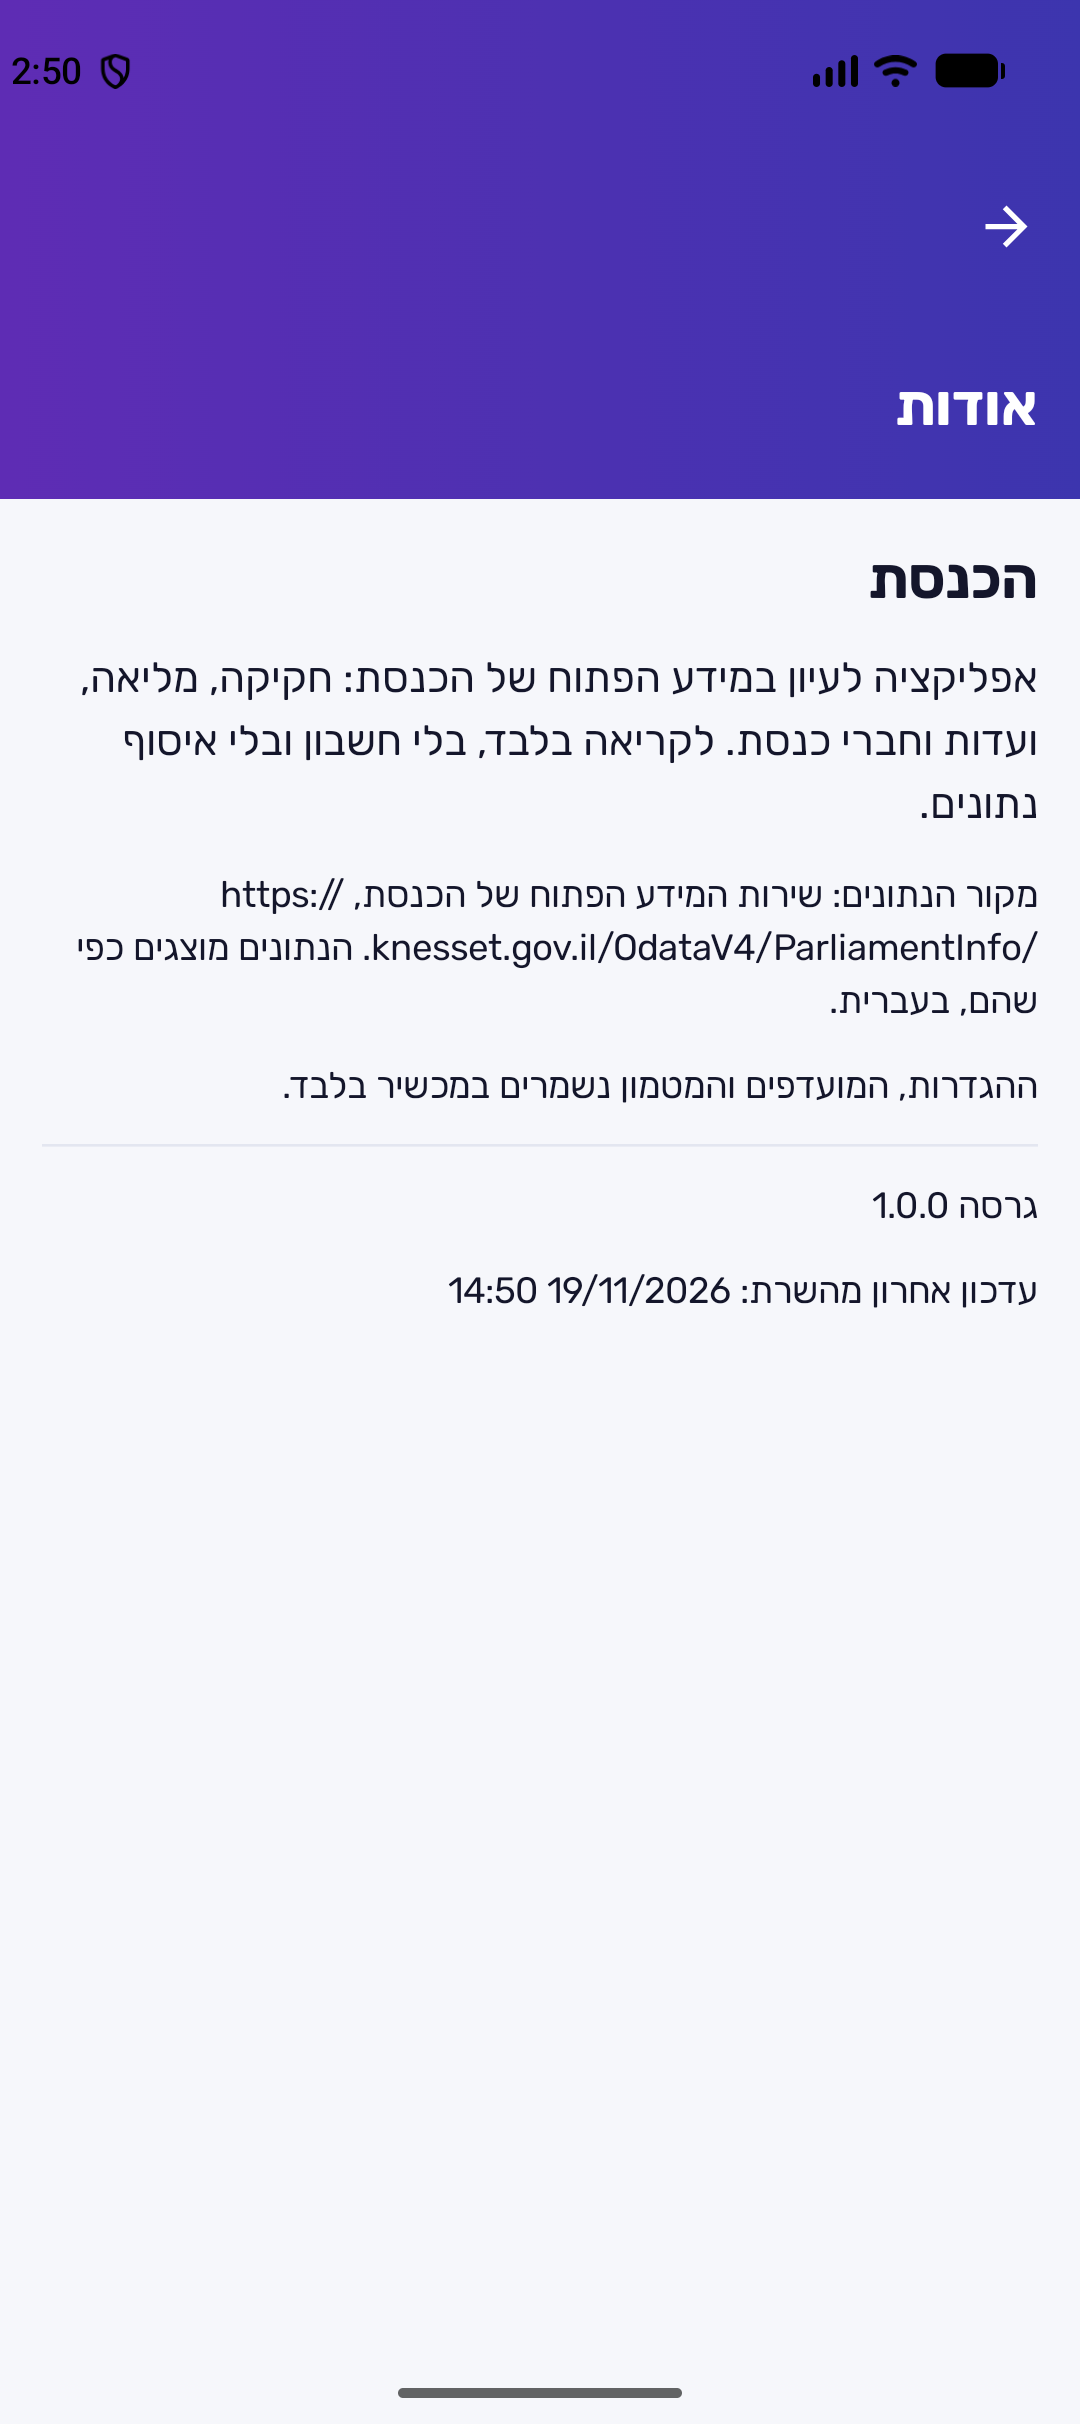 2:50
אודות
הכנסת
אפליקציה לעיון במידע הפתוח של הכנסת: חקיקה, מליאה,
ועדות וחברי כנסת. לקריאה בלבד, בלי חשבון ובלי איסוף
נתונים.
מקור הנתונים: שירות המידע הפתוח של הכנסת, https://
knesset.gov.il/OdataV4/ParliamentInfo/. הנתונים מוצגים כפי
שהם, בעברית.
ההגדרות, המועדפים והמטמון נשמרים במכשיר בלבד.
גרסה 1.0.0
עדכון אחרון מהשרת: 19/11/2026 14:50